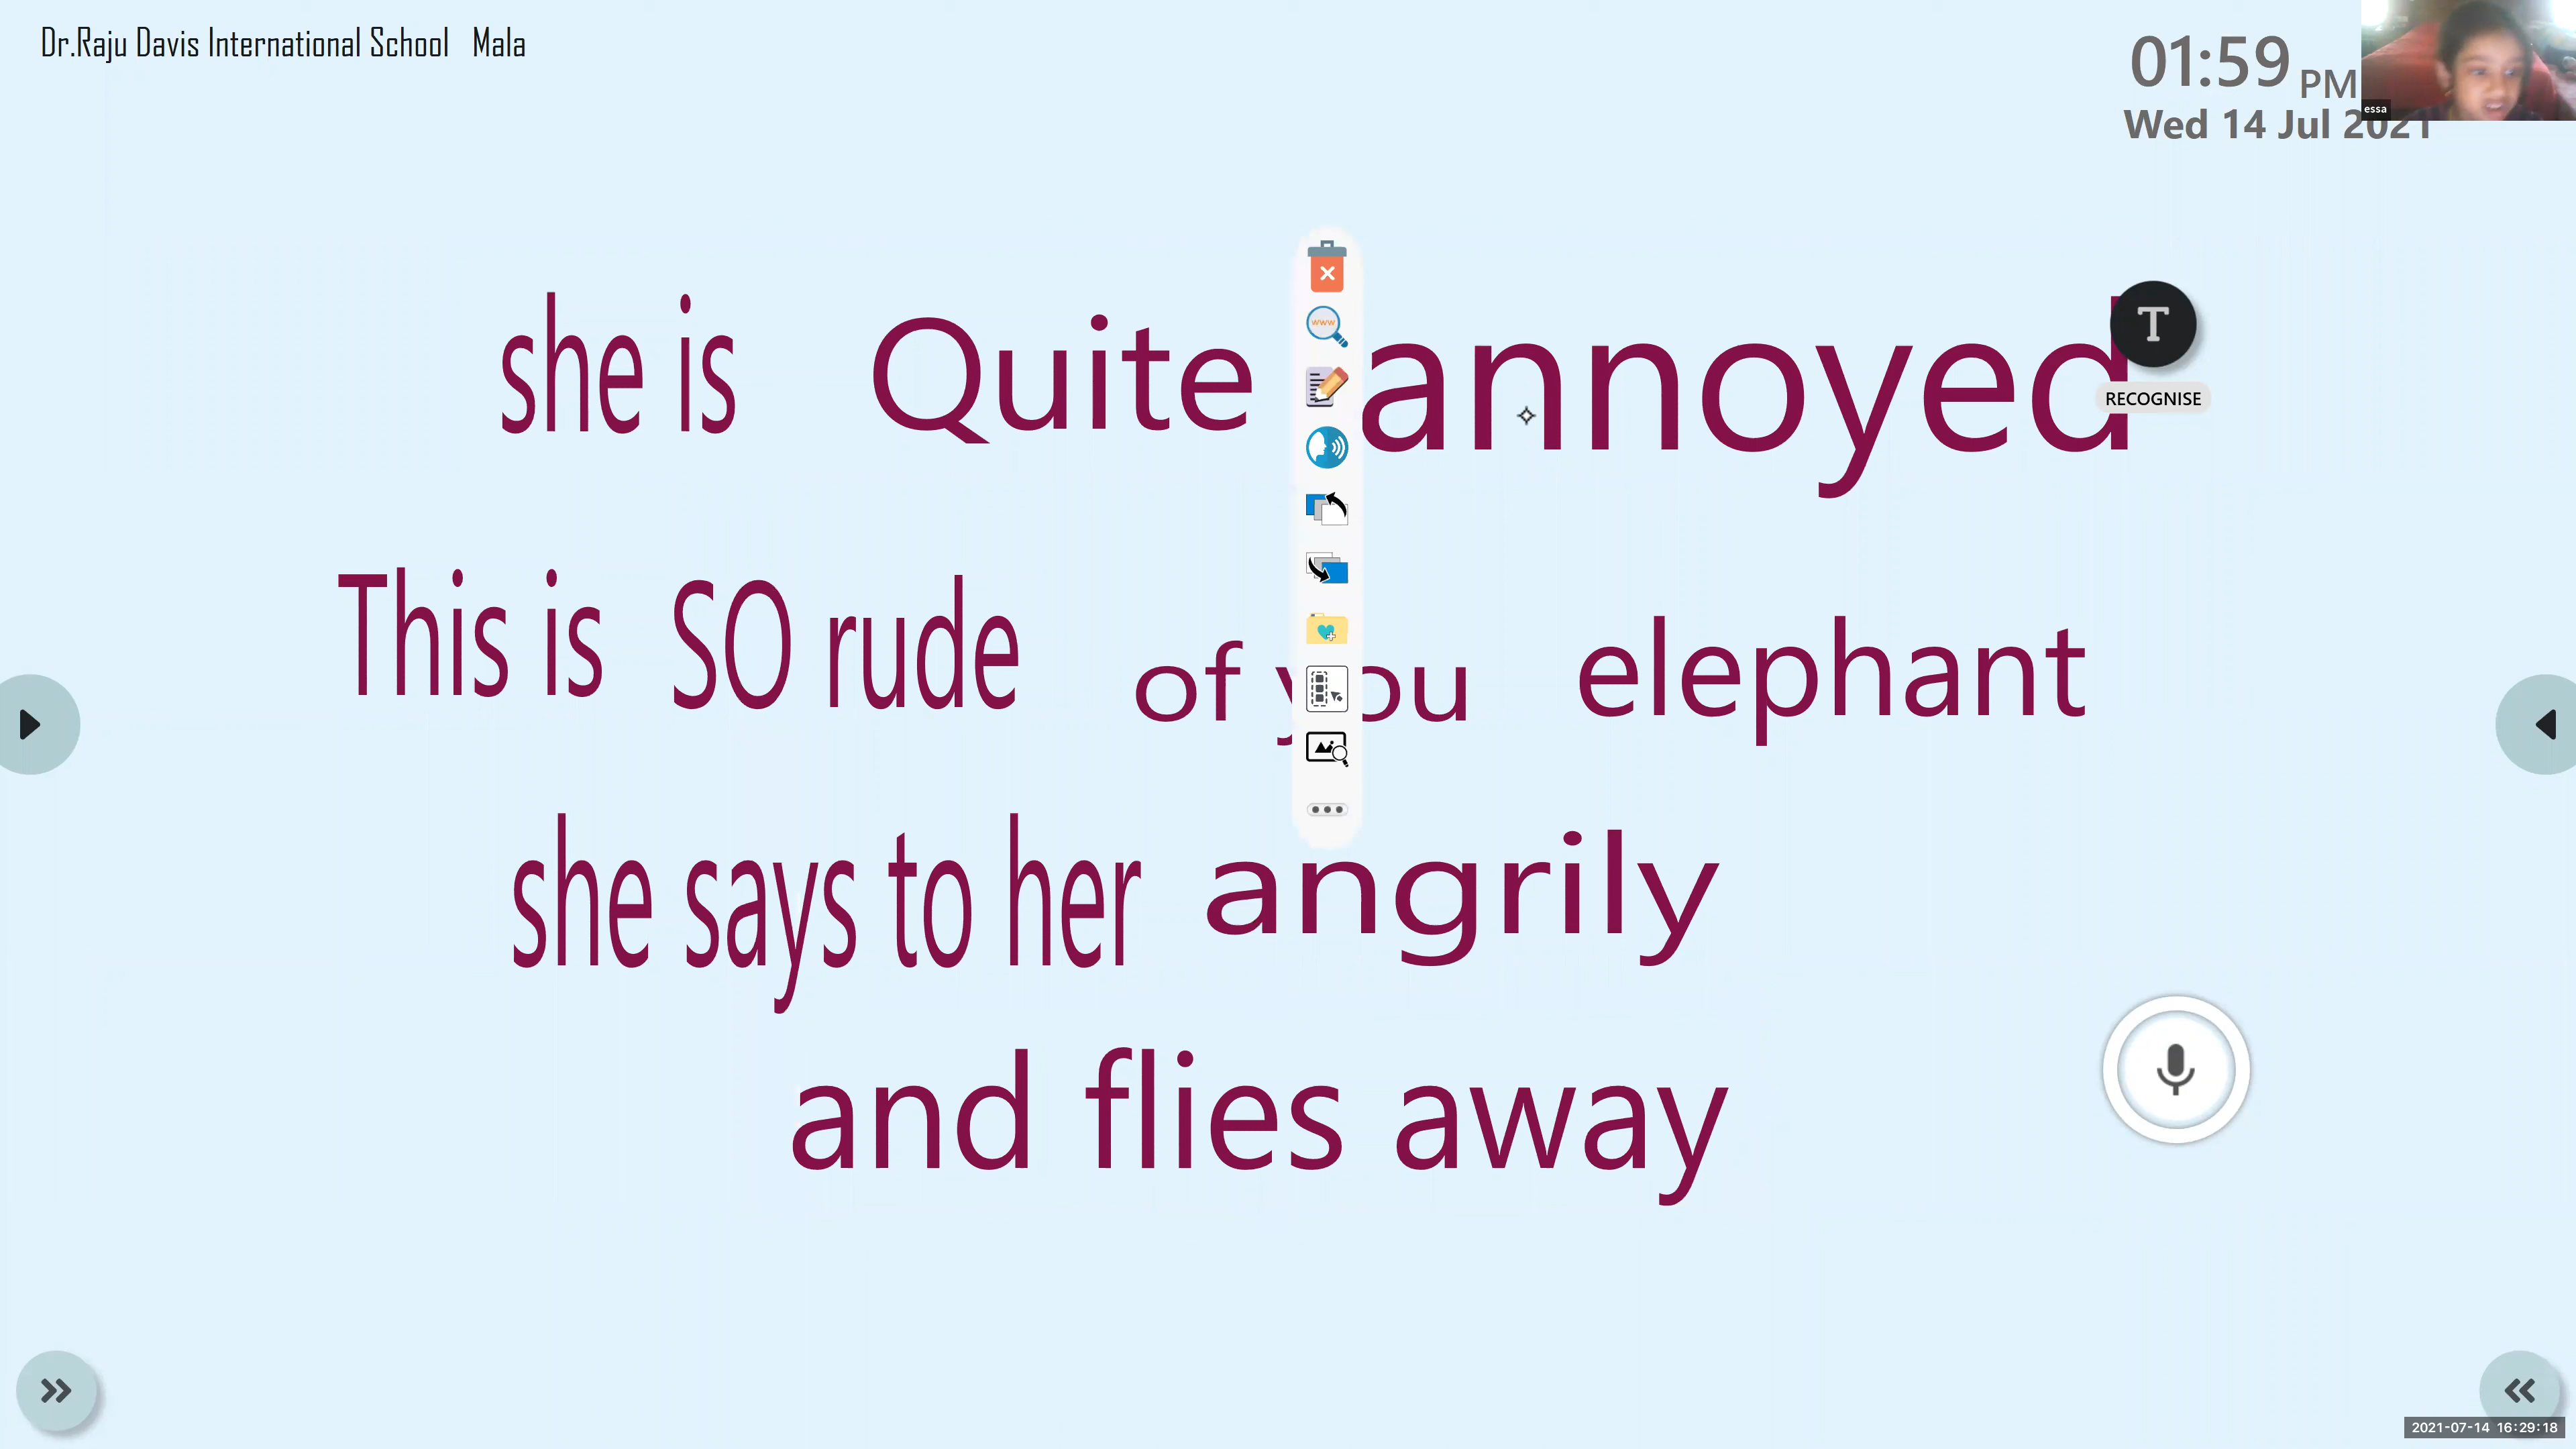 Dr.Raju Davis International School Mala
01:59 PM
essa
Wed 14 Jul 2021
she is Quite annoyed
T
RECOGNISE
This is SO rude of you elephant
she says to her angrily
and flies away
2021-07-14 16:29:18